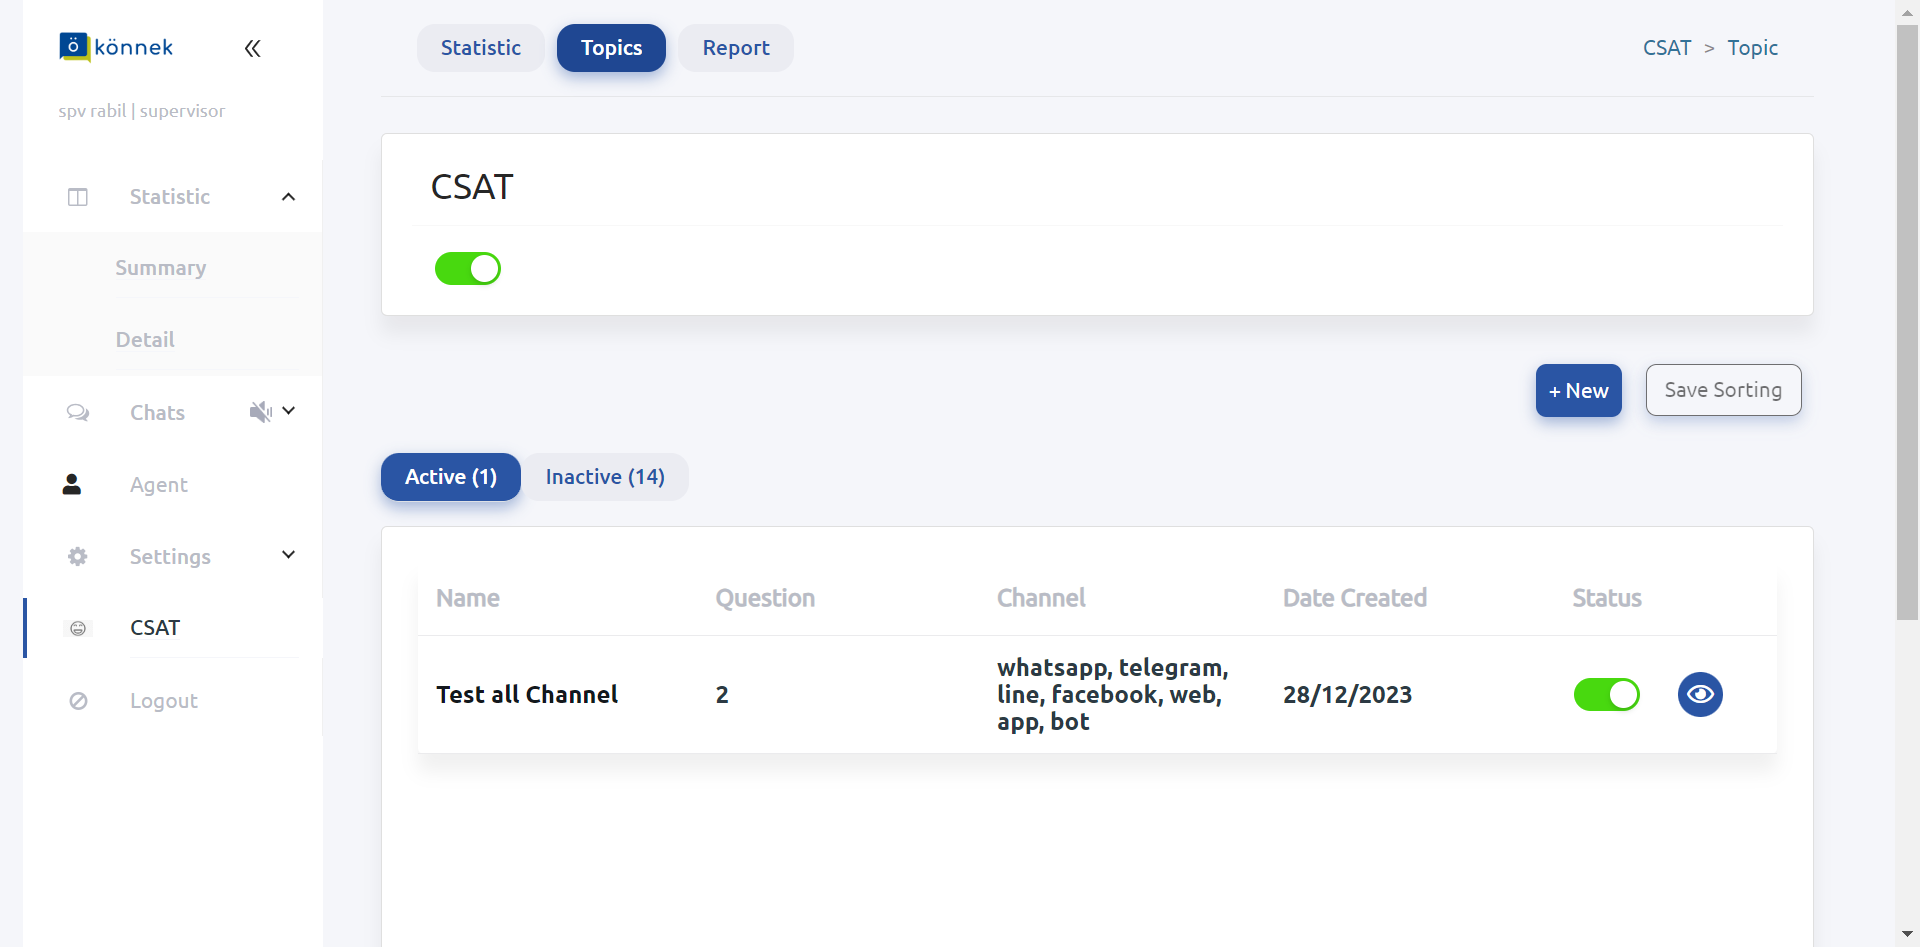 ö könnek
spv rabil | supervisor
Statistic
Summary
Detail
Chats
Agent
Settings
CSAT
Logout
Statistic
Topics
Report
CSAT > Topic
CSAT
+ New
Save Sorting
Active (1)
Inactive (14)
Name
Question
Channel
Date Created
Status
Test all Channel
2
whatsapp, telegram,
line, facebook, web,
app, bot
28/12/2023